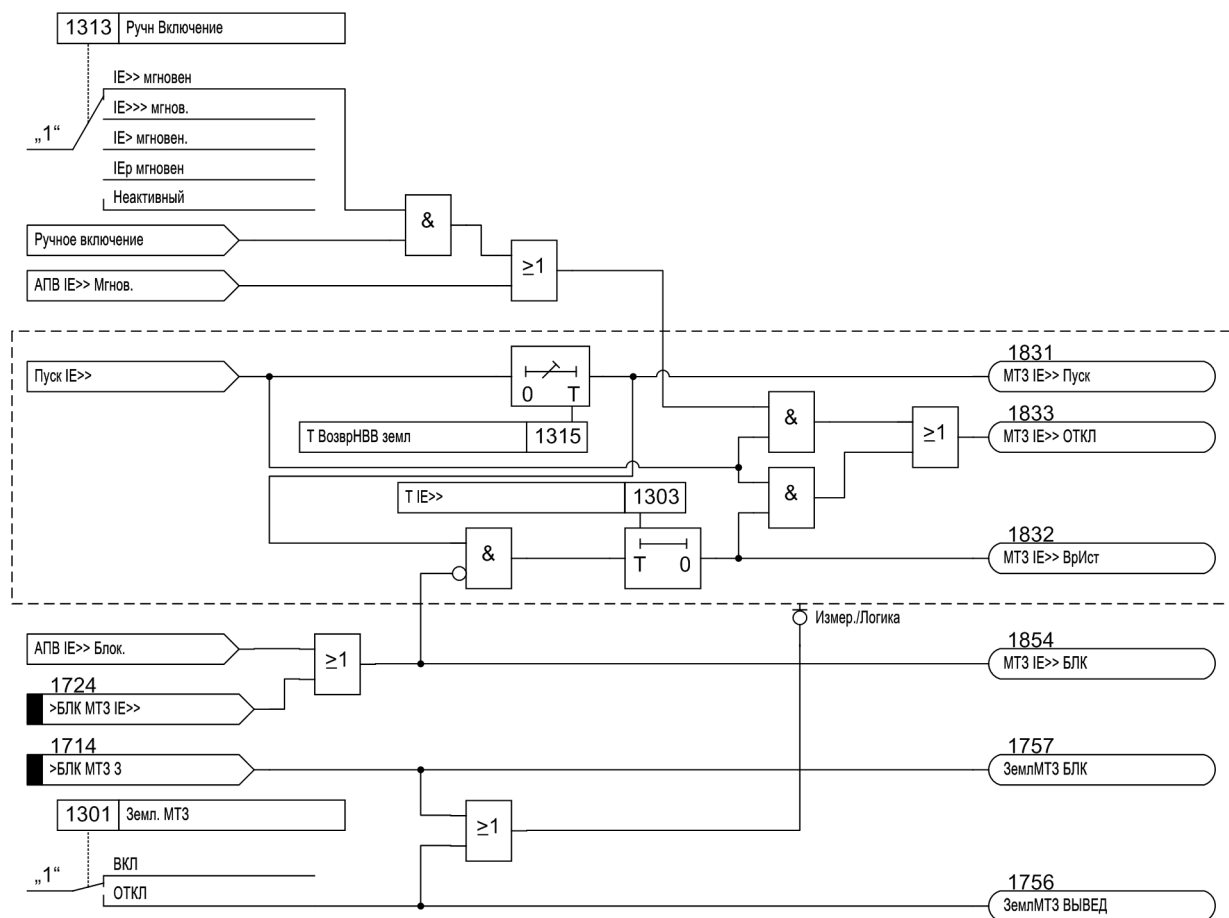 1313 Ручн Включение
IE>> мгновен
IE>>> мгнов.
„1“
IE> мгновен.
IEp мгновен
Неактивный
&
Ручное включение
≥1
АПВ IE>> Мгнов.
1831
Пуск IE>>
МТЗ IE>> Пуск
0 T
1833
&
T ВозврНВВ земл 1315
≥1
МТЗ IE>> ОТКЛ
T IE>> 1303
&
1832
&
T 0
МТЗ IE>> ВрИст
Измер./Логика
1854
АПВ IE>> Блок.
≥1
МТЗ IE>> БЛК
1724
>БЛК МТЗ IE>>
1714
>БЛК МТЗ З
1757
ЗемлМТЗ БЛК
1301 Земл. МТЗ
≥1
ВКЛ
„1“
ОТКЛ
1756
ЗемлМТЗ ВЫВЕД